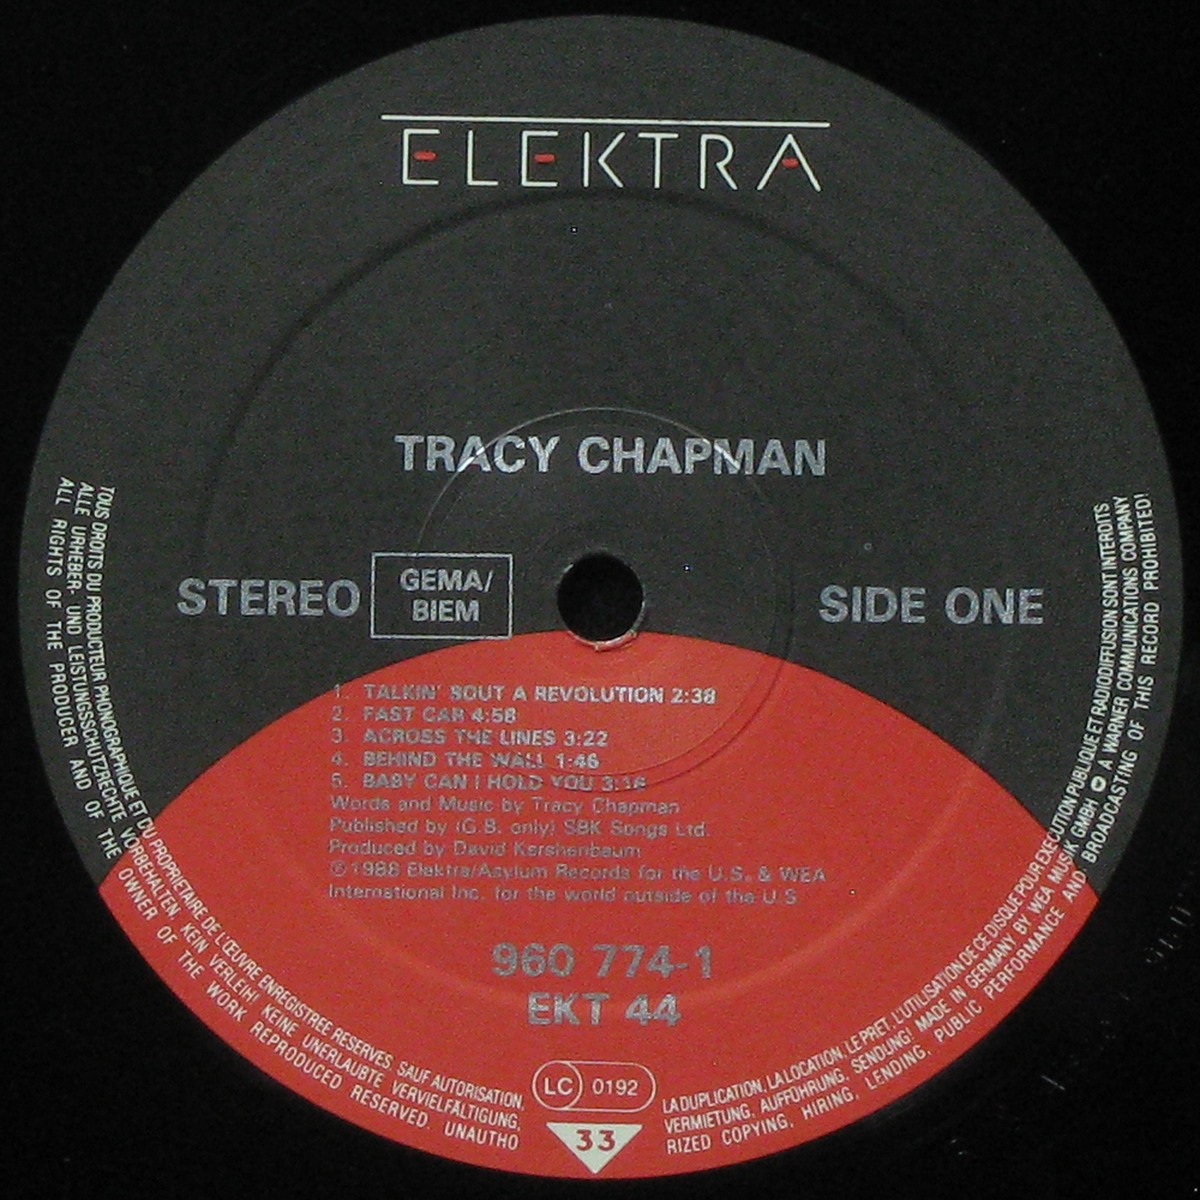 ELEKTRA
TRACY CHAPMAN
STEREO
GEMA/
BIEM
SIDE ONE
1. TALKIN' BOUT A REVOLUTION 2:38
2. FAST CAR 4:58
3. ACROSS THE LINES 3:22
4. BEHIND THE WALL 1:46
5. BABY CAN I HOLD YOU 3:16
Words and Music by Tracy Chapman
Published by (G.B. only) SBK Songs Ltd.
Produced by David Kershenbaum
℗ 1988 Elektra/Asylum Records for the U.S. & WEA
International Inc. for the world outside of the U.S
960 774-1
EKT 44
LC 0192
33
TOUS DROITS DU PRODUCTEUR PHONOGRAPHIQUE ET DU PROPRIETAIRE DE L'ŒUVRE ENREGISTREE RESERVES. SAUF AUTORISATION, LA DUPLICATION, LA LOCATION, LE PRET, L'UTILISATION DE CE DISQUE POUR EXECUTION PUBLIQUE ET RADIODIFFUSION SONT INTERDITS
ALLE URHEBER- UND LEISTUNGSSCHUTZRECHTE VORBEHALTEN KEIN VERLEIH! KEINE UNERLAUBTE VERVIELFÄLTIGUNG, VERMIETUNG, AUFFÜHRUNG, SENDUNG! MADE IN GERMANY BY WEA MUSIK GMBH A WARNER COMMUNICATIONS COMPANY
ALL RIGHTS OF THE PRODUCER AND OF THE OWNER OF THE WORK REPRODUCED RESERVED UNAUTHORIZED COPYING, HIRING, LENDING, PUBLIC PERFORMANCE AND BROADCASTING OF THIS RECORD PROHIBITED!